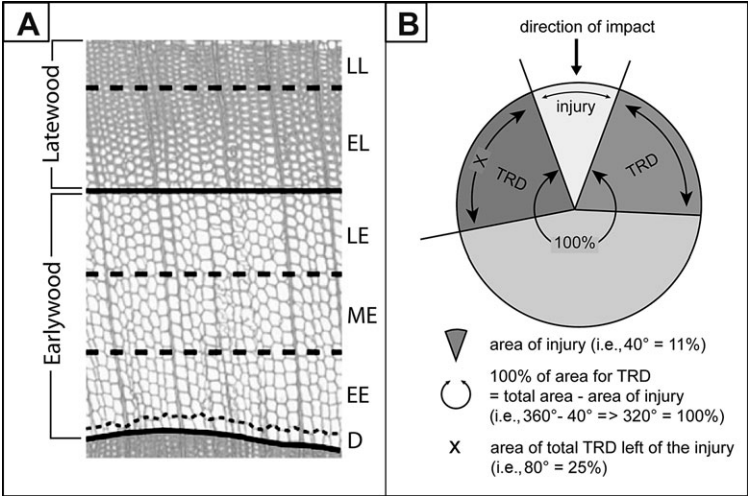 A
Latewood
Earlywood
LL
EL
LE
ME
EE
D
B
direction of impact
injury
X
TRD
TRD
100%
area of injury (i.e., 40° = 11%)
100% of area for TRD
= total area - area of injury
(i.e., 360°- 40° => 320° = 100%)
X area of total TRD left of the injury
(i.e., 80° = 25%)